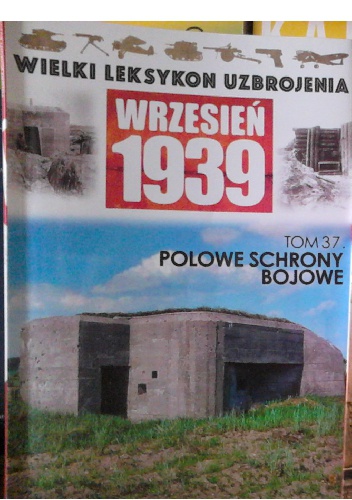 WIELKI LEKSYKON UZBROJENIA
WRZESIEŃ
1939
TOM 37.
POLOWE SCHRONY
BOJOWE